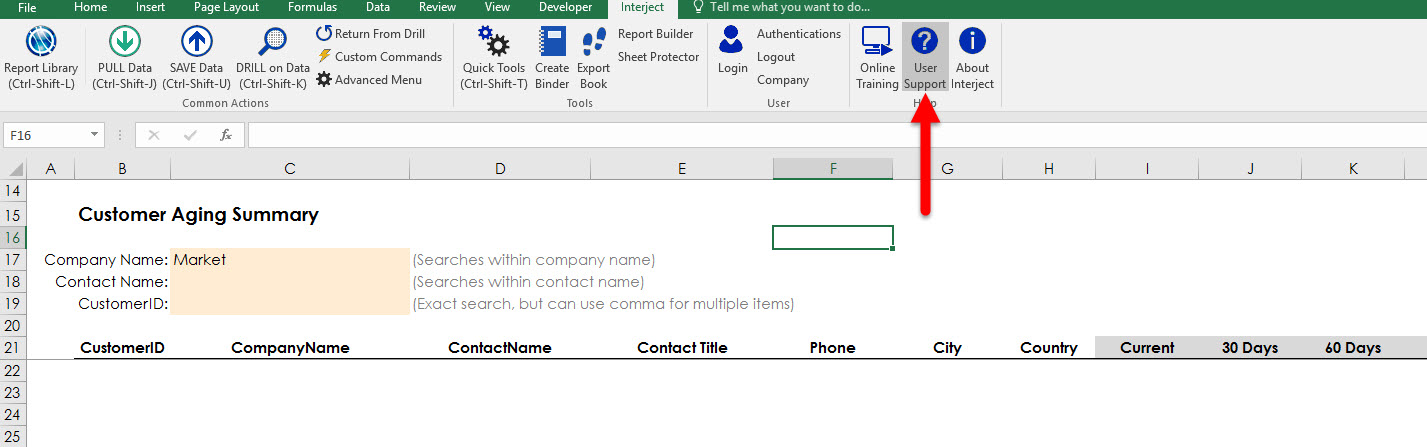 File Home Insert Page Layout Formulas Data Review View Developer Interject Tell me what you want to do...
Report Library
(Ctrl-Shift-L)
PULL Data
(Ctrl-Shift-J)
SAVE Data
(Ctrl-Shift-U)
DRILL on Data
(Ctrl-Shift-K)
Return From Drill
Custom Commands
Advanced Menu
Common Actions
Quick Tools
(Ctrl-Shift-T)
Create
Binder
Export
Book
Report Builder
Sheet Protector
Tools
Login
Authentications
Logout
Company
User
Online
Training
User
Support
About
Interject
F16 fx
A B C D E F G H I J K
14
15 Customer Aging Summary
16
17 Company Name: Market (Searches within company name)
18 Contact Name: (Searches within contact name)
19 CustomerID: (Exact search, but can use comma for multiple items)
20
21 CustomerID CompanyName ContactName Contact Title Phone City Country Current 30 Days 60 Days
22
23
24
25